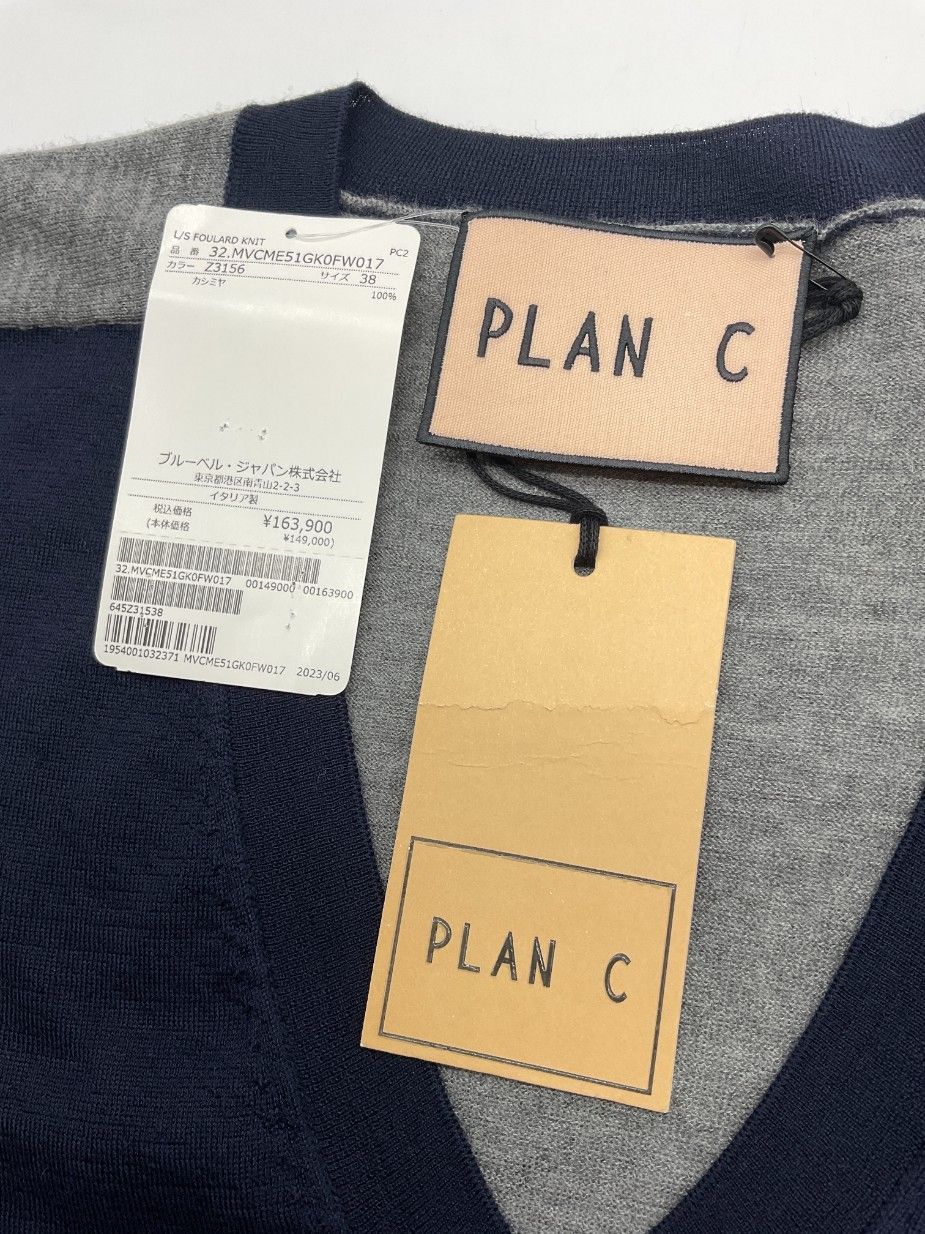 L/S FOULARD KNIT
品 番 32.MVCME51GK0FW017 PC2
カラー Z3156 サイズ 38
カシミヤ 100%
ブルーベル・ジャパン株式会社
東京都港区南青山2-2-3
イタリア製
税込価格 ¥163,900
(本体価格 ¥149,000)
32.MVCME51GK0FW017 00149000 00163900
645Z31538
1954001032371 MVCME51GK0FW017 2023/06
PLAN C
PLAN C